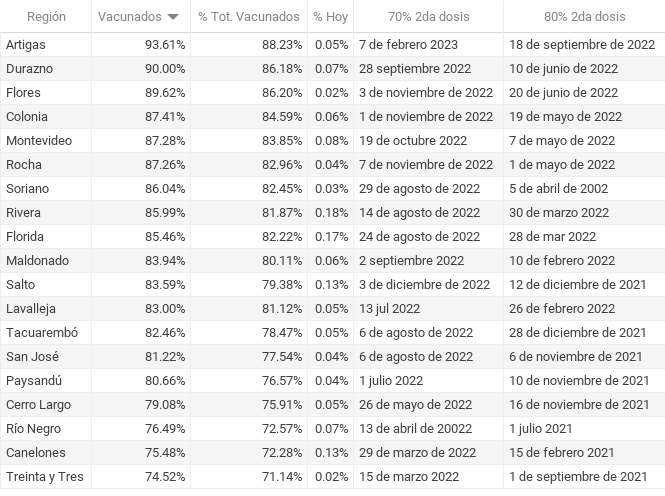 Región Vacunados % Tot. Vacunados % Hoy 70% 2da dosis 80% 2da dosis
Artigas 93.61% 88.23% 0.05% 7 de febrero 2023 18 de septiembre de 2022
Durazno 90.00% 86.18% 0.07% 28 septiembre 2022 10 de junio de 2022
Flores 89.62% 86.20% 0.02% 3 de noviembre de 2022 20 de junio de 2022
Colonia 87.41% 84.59% 0.06% 1 de noviembre de 2022 19 de mayo de 2022
Montevideo 87.28% 83.85% 0.08% 19 de octubre 2022 7 de mayo de 2022
Rocha 87.26% 82.96% 0.04% 7 de noviembre de 2022 1 de mayo de 2022
Soriano 86.04% 82.45% 0.03% 29 de agosto de 2022 5 de abril de 2002
Rivera 85.99% 81.87% 0.18% 14 de agosto de 2022 30 de marzo 2022
Florida 85.46% 82.22% 0.17% 24 de agosto de 2022 28 de mar 2022
Maldonado 83.94% 80.11% 0.06% 2 septiembre 2022 10 de febrero 2022
Salto 83.59% 79.38% 0.13% 3 de diciembre de 2022 12 de diciembre de 2021
Lavalleja 83.00% 81.12% 0.05% 13 jul 2022 26 de febrero 2022
Tacuarembó 82.46% 78.47% 0.05% 6 de agosto de 2022 28 de diciembre de 2021
San José 81.22% 77.54% 0.04% 6 de agosto de 2022 6 de noviembre de 2021
Paysandú 80.66% 76.57% 0.04% 1 julio 2022 10 de noviembre de 2021
Cerro Largo 79.08% 75.91% 0.05% 26 de mayo de 2022 16 de noviembre de 2021
Río Negro 76.49% 72.57% 0.07% 13 de abril de 20022 1 julio 2021
Canelones 75.48% 72.28% 0.13% 29 de marzo de 2022 15 de febrero 2021
Treinta y Tres 74.52% 71.14% 0.02% 15 de marzo 2022 1 de septiembre de 2021